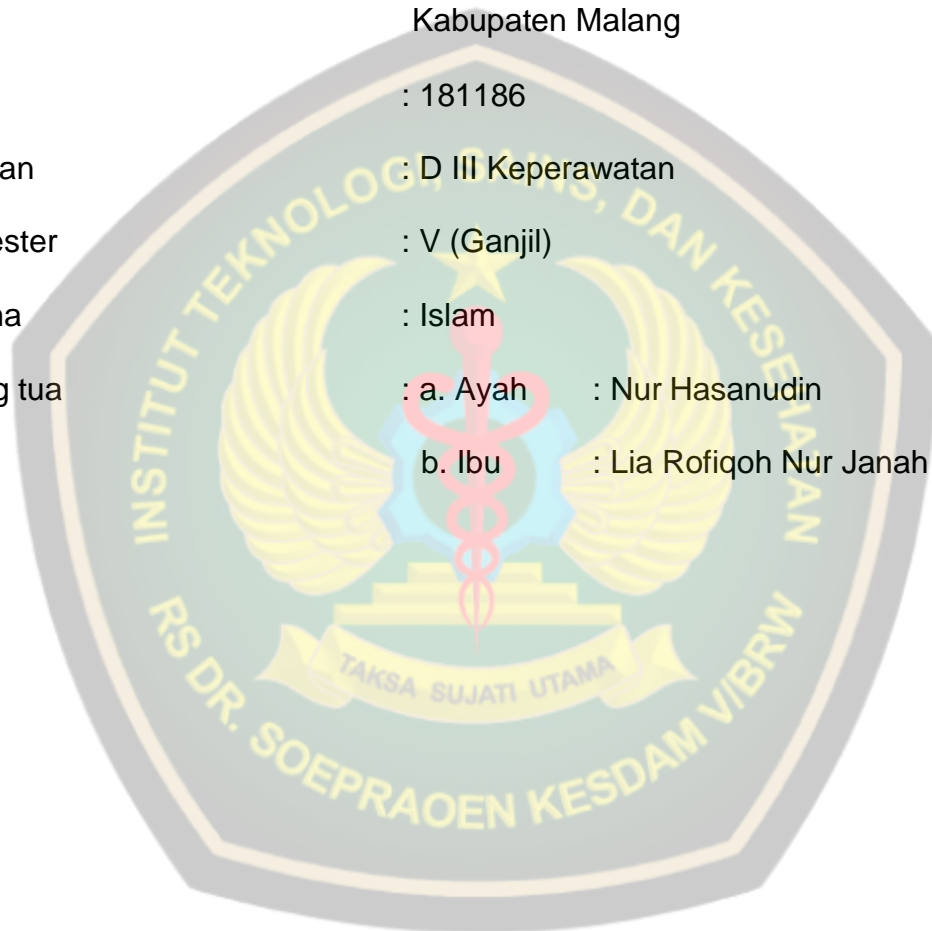 Kabupaten Malang
: 181186
an : D III Keperawatan
ester : V (Ganjil)
na : Islam
g tua : a. Ayah : Nur Hasanudin
b. Ibu : Lia Rofiqoh Nur Janah
INSTITUT TEKNOLOGI, SAINS, DAN KESEHATAN
TAKSA SUJATI UTAMA
RS DR. SOEPRAOEN KESDAM V/BRW